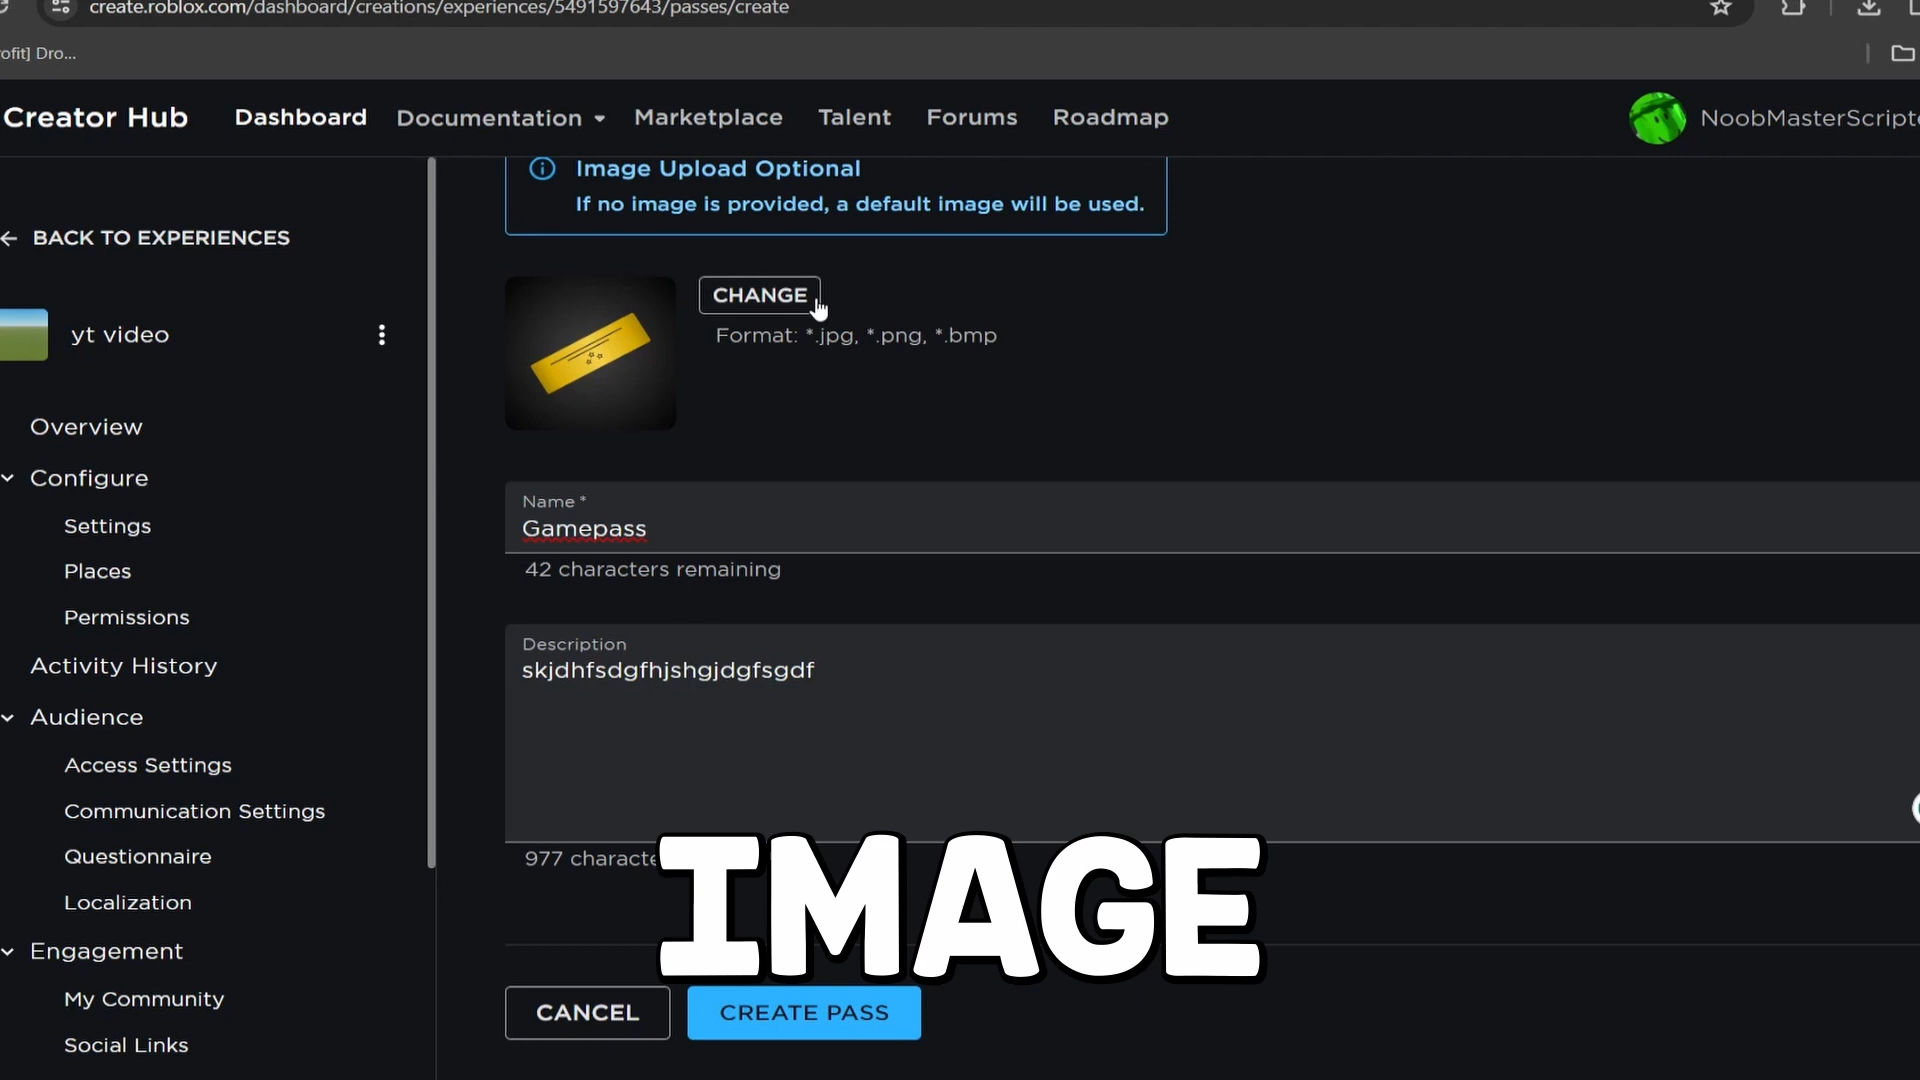 create.roblox.com/dashboard/creations/experiences/5491597643/passes/create
ofit] Dro...
Creator Hub
Dashboard
Documentation
Marketplace
Talent
Forums
Roadmap
NoobMasterScripte
Image Upload Optional
If no image is provided, a default image will be used.
BACK TO EXPERIENCES
CHANGE
Format: *.jpg, *.png, *.bmp
yt video
Overview
Configure
Settings
Places
Permissions
Activity History
Audience
Access Settings
Communication Settings
Questionnaire
Localization
Engagement
My Community
Social Links
Name *
Gamepass
42 characters remaining
Description
skjdhfsdgfhjshgjdgfsgdf
977 characte
IMAGE
CANCEL
CREATE PASS